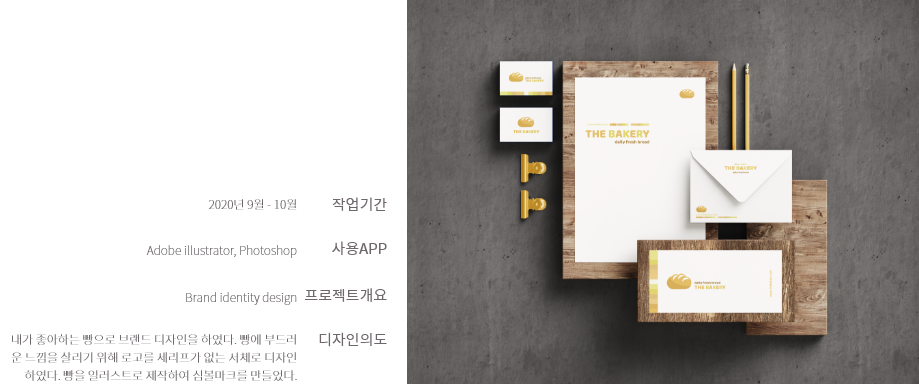 2020년 9월 - 10월 작업기간
Adobe illustrator, Photoshop 사용APP
Brand identity design 프로젝트개요
내가 좋아하는 빵으로 브랜드 디자인을 하였다. 빵에 부드러 디자인의도
운 느낌을 살리기 위해 로고를 세리프가 없는 서체로 디자인
하였다. 빵을 일러스트로 제작하여 심볼마크를 만들었다.
THE BAKERY
THE BAKERY
THE BAKERY
daily fresh bread
THE BAKERY
THE BAKERY